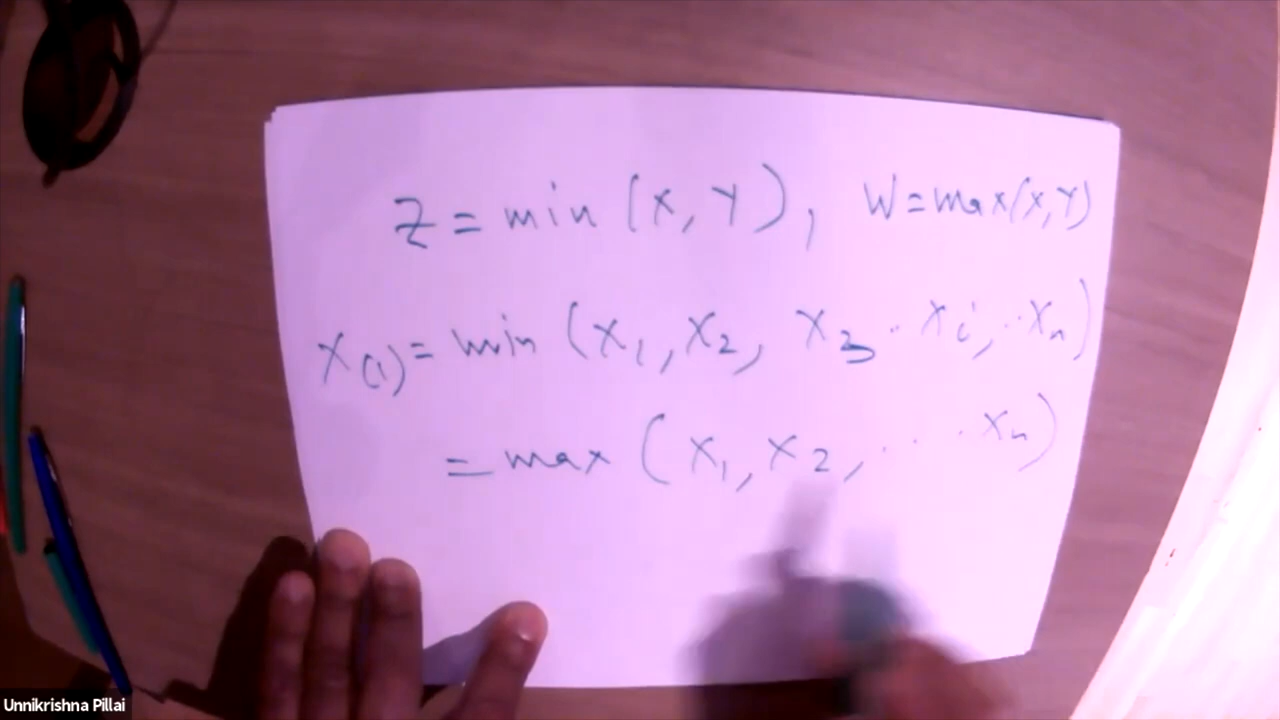 Z = min (X, Y), W = max(X, Y)
X(1) = min (X1, X2, X3 . Xi, .. Xn)
= max (X1, X2, . . . Xn)
Unnikrishna Pillai